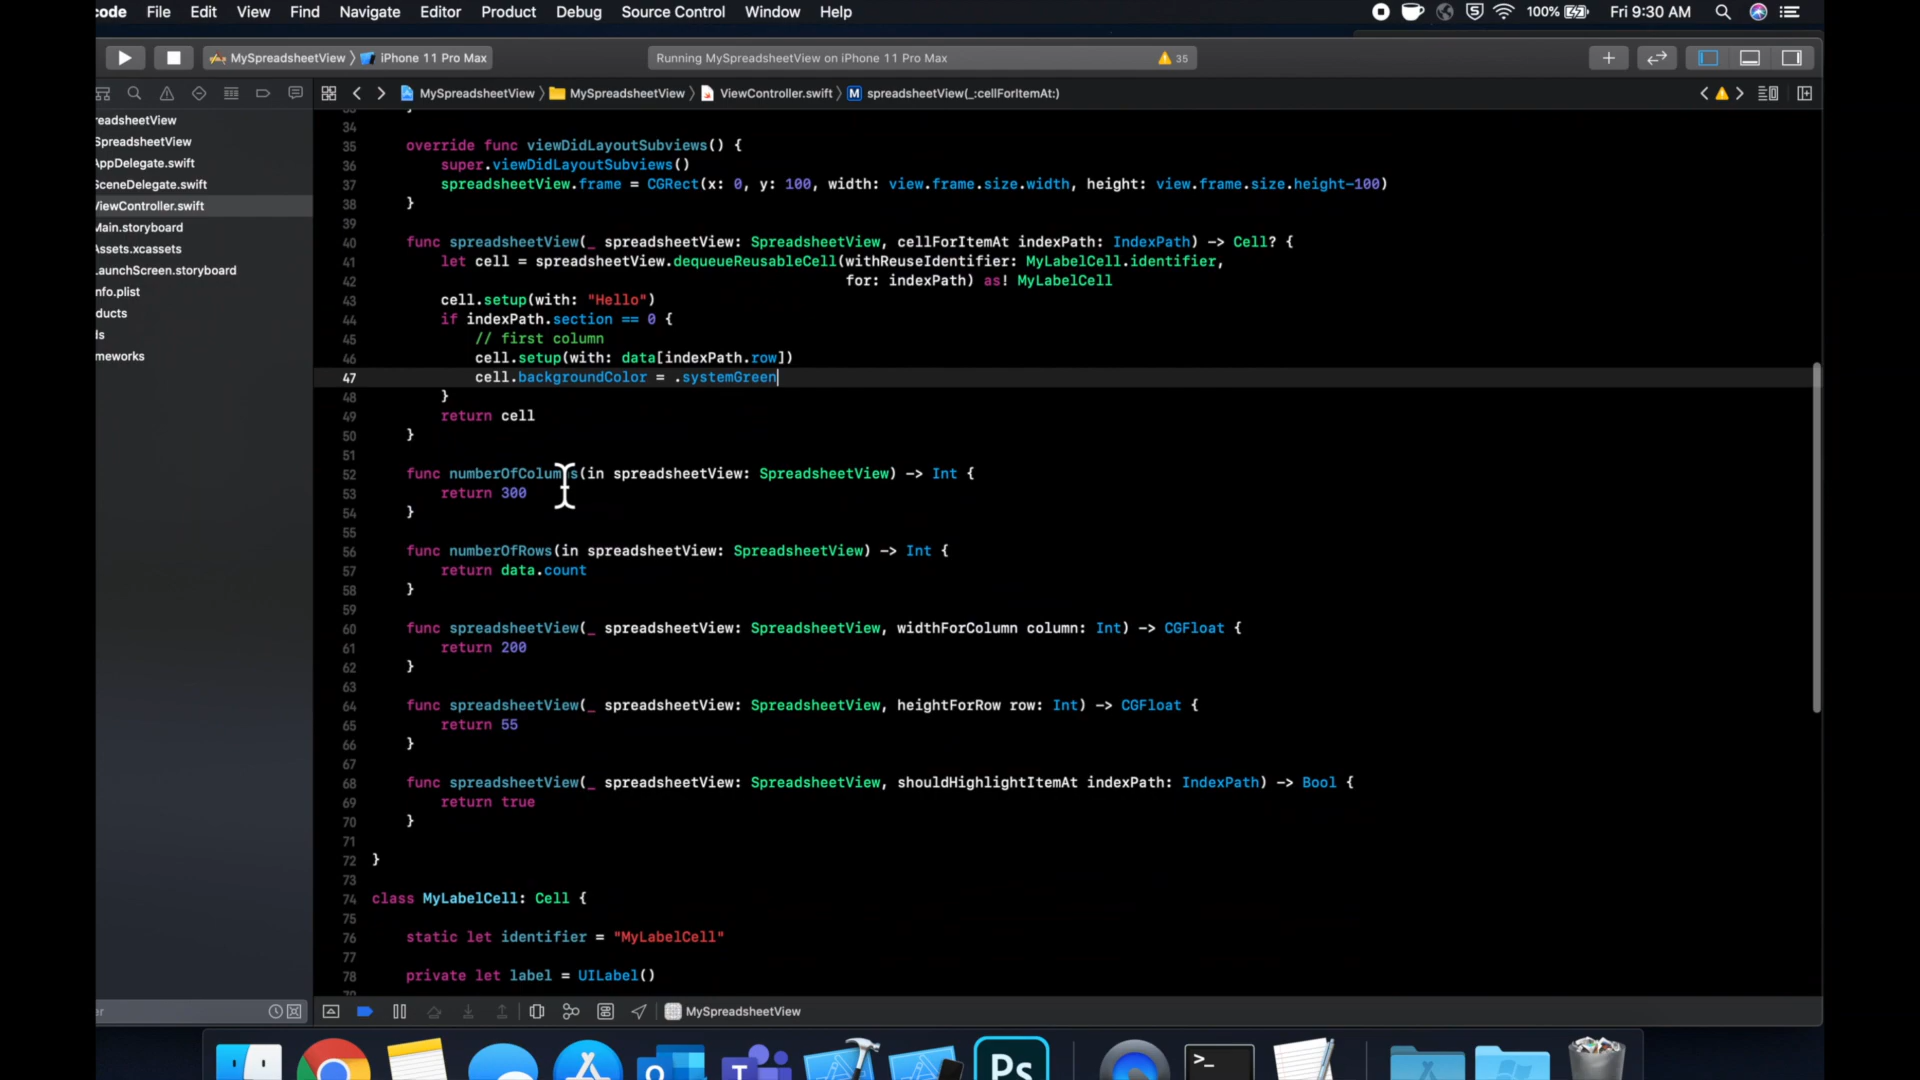 code File Edit View Find Navigate Editor Product Debug Source Control Window Help 100% Fri 9:30 AM
MySpreadsheetView iPhone 11 Pro Max Running MySpreadsheetView on iPhone 11 Pro Max 35
MySpreadsheetView MySpreadsheetView ViewController.swift M spreadsheetView(_:cellForItemAt:)
readsheetView
SpreadsheetView
AppDelegate.swift
SceneDelegate.swift
ViewController.swift
Main.storyboard
Assets.xcassets
LaunchScreen.storyboard
nfo.plist
ducts
ls
meworks
34
35 override func viewDidLayoutSubviews() {
36 super.viewDidLayoutSubviews()
37 spreadsheetView.frame = CGRect(x: 0, y: 100, width: view.frame.size.width, height: view.frame.size.height-100)
38 }
39
40 func spreadsheetView(_ spreadsheetView: SpreadsheetView, cellForItemAt indexPath: IndexPath) -> Cell? {
41 let cell = spreadsheetView.dequeueReusableCell(withReuseIdentifier: MyLabelCell.identifier,
42 for: indexPath) as! MyLabelCell
43 cell.setup(with: "Hello")
44 if indexPath.section == 0 {
45 // first column
46 cell.setup(with: data[indexPath.row])
47 cell.backgroundColor = .systemGreen
48 }
49 return cell
50 }
51
52 func numberOfColumns(in spreadsheetView: SpreadsheetView) -> Int {
53 return 300
54 }
55
56 func numberOfRows(in spreadsheetView: SpreadsheetView) -> Int {
57 return data.count
58 }
59
60 func spreadsheetView(_ spreadsheetView: SpreadsheetView, widthForColumn column: Int) -> CGFloat {
61 return 200
62 }
63
64 func spreadsheetView(_ spreadsheetView: SpreadsheetView, heightForRow row: Int) -> CGFloat {
65 return 55
66 }
67
68 func spreadsheetView(_ spreadsheetView: SpreadsheetView, shouldHighlightItemAt indexPath: IndexPath) -> Bool {
69 return true
70 }
71
72 }
73
74 class MyLabelCell: Cell {
75
76 static let identifier = "MyLabelCell"
77
78 private let label = UILabel()
er MySpreadsheetView
Ps
>_